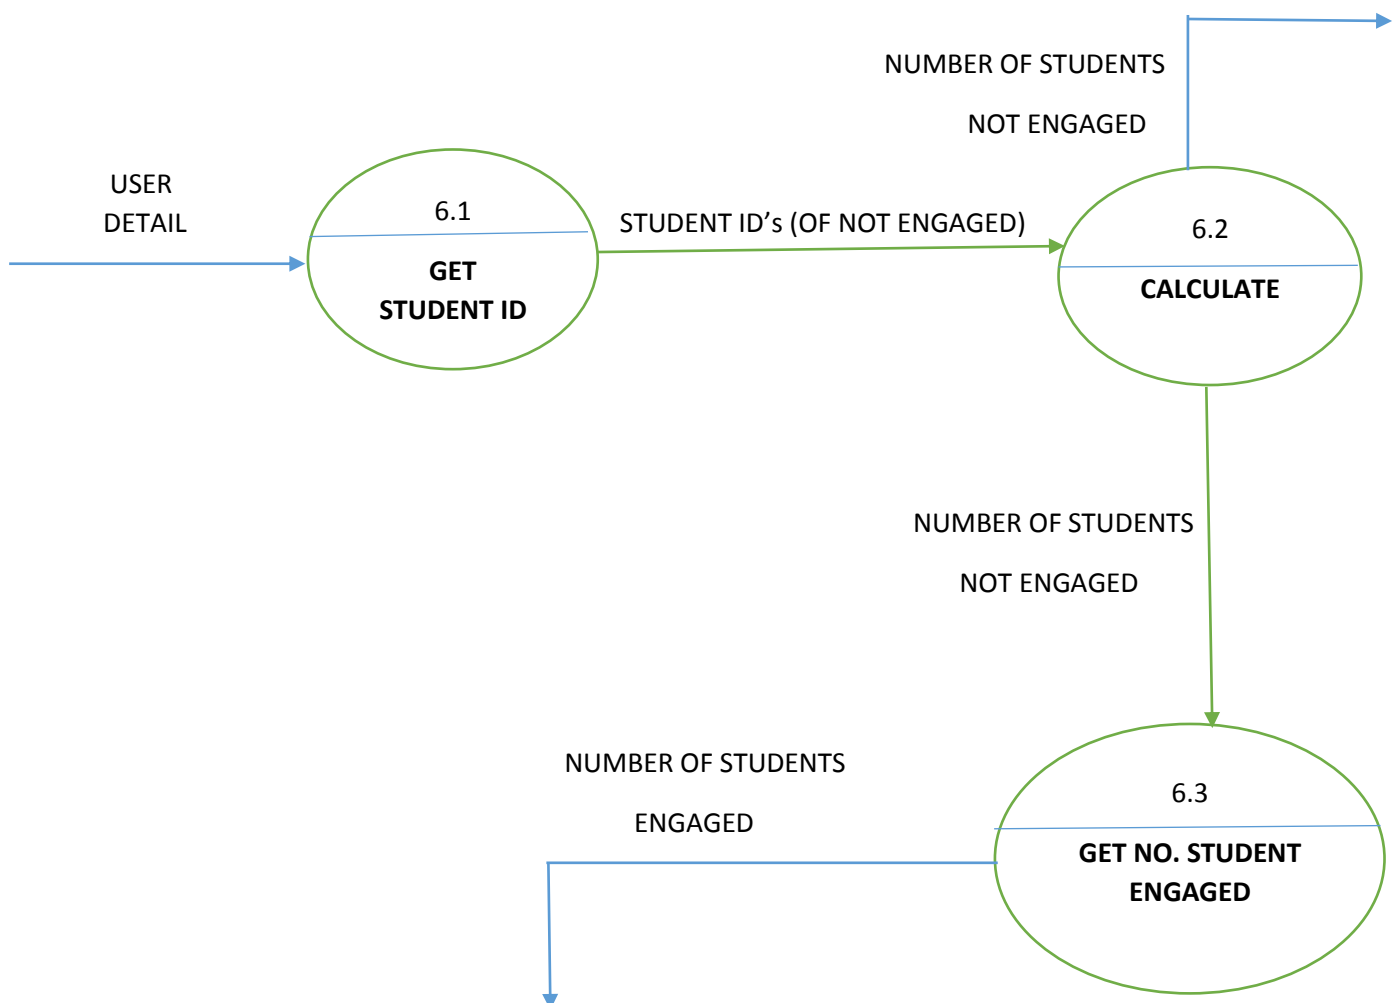 NUMBER OF STUDENTS
NOT ENGAGED
USER
DETAIL
6.1
GET
STUDENT ID
STUDENT ID’s (OF NOT ENGAGED)
6.2
CALCULATE
NUMBER OF STUDENTS
NOT ENGAGED
NUMBER OF STUDENTS
ENGAGED
6.3
GET NO. STUDENT
ENGAGED